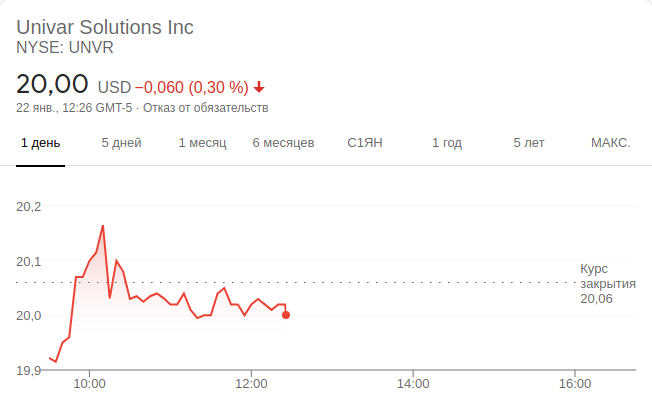 Univar Solutions Inc
NYSE: UNVR
20,00 USD −0,060 (0,30 %)
22 янв., 12:26 GMT-5 · Отказ от обязательств
1 день 5 дней 1 месяц 6 месяцев С1ЯН 1 год 5 лет МАКС.
20,2
20,1
Курс
закрытия
20,06
20,0
19,9
10:00 12:00 14:00 16:00